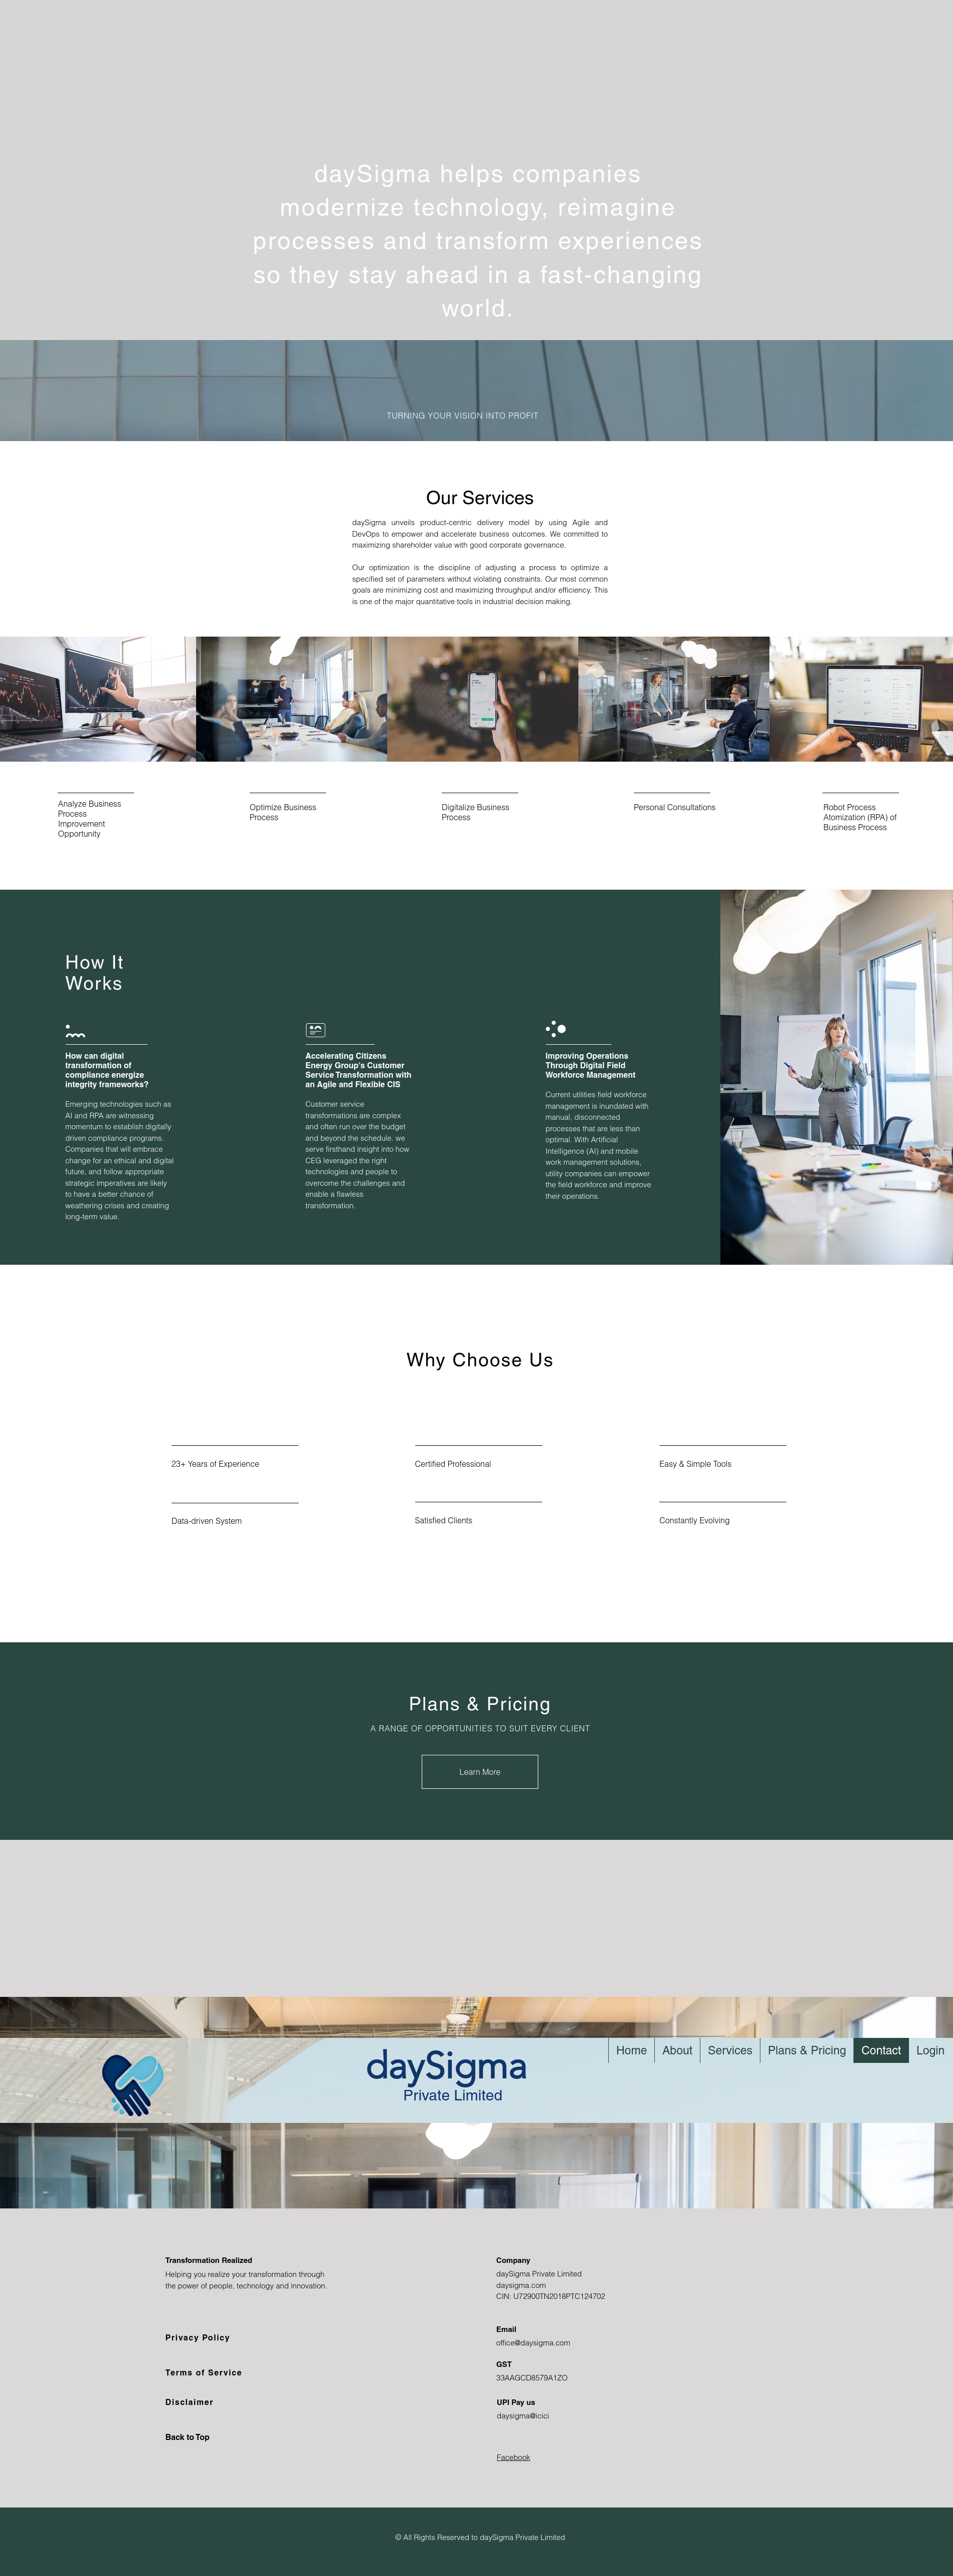 daySigma helps companies
modernize technology, reimagine
processes and transform experiences
so they stay ahead in a fast-changing
world.
TURNING YOUR VISION INTO PROFIT
Our Services
daySigma unveils product-centric delivery model by using Agile and
DevOps to empower and accelerate business outcomes. We committed to
maximizing shareholder value with good corporate governance.
Our optimization is the discipline of adjusting a process to optimize a
specified set of parameters without violating constraints. Our most common
goals are minimizing cost and maximizing throughput and/or efficiency. This
is one of the major quantitative tools in industrial decision making.
Analyze Business
Process
Improvement
Opportunity
Optimize Business
Process
Digitalize Business
Process
Personal Consultations
Robot Process
Atomization (RPA) of
Business Process
How It
Works
How can digital
transformation of
compliance energize
integrity frameworks?
Emerging technologies such as
AI and RPA are witnessing
momentum to establish digitally
driven compliance programs.
Companies that will embrace
change for an ethical and digital
future, and follow appropriate
strategic imperatives are likely
to have a better chance of
weathering crises and creating
long-term value.
Accelerating Citizens
Energy Group's Customer
Service Transformation with
an Agile and Flexible CIS
Customer service
transformations are complex
and often run over the budget
and beyond the schedule. we
serve firsthand insight into how
CEG leveraged the right
technologies and people to
overcome the challenges and
enable a flawless
transformation.
Improving Operations
Through Digital Field
Workforce Management
Current utilities field workforce
management is inundated with
manual, disconnected
processes that are less than
optimal. With Artificial
Intelligence (AI) and mobile
work management solutions,
utility companies can empower
the field workforce and improve
their operations.
Why Choose Us
23+ Years of Experience
Certified Professional
Easy & Simple Tools
Data-driven System
Satisfied Clients
Constantly Evolving
Plans & Pricing
A RANGE OF OPPORTUNITIES TO SUIT EVERY CLIENT
Learn More
daySigma
Private Limited
Home
About
Services
Plans & Pricing
Contact
Login
Transformation Realized
Helping you realize your transformation through
the power of people, technology and innovation.
Privacy Policy
Terms of Service
Disclaimer
Back to Top
Company
daySigma Private Limited
daysigma.com
CIN: U72900TN2018PTC124702
Email
office@daysigma.com
GST
33AAGCD8579A1ZO
UPI Pay us
daysigma@icici
Facebook
© All Rights Reserved to daySigma Private Limited